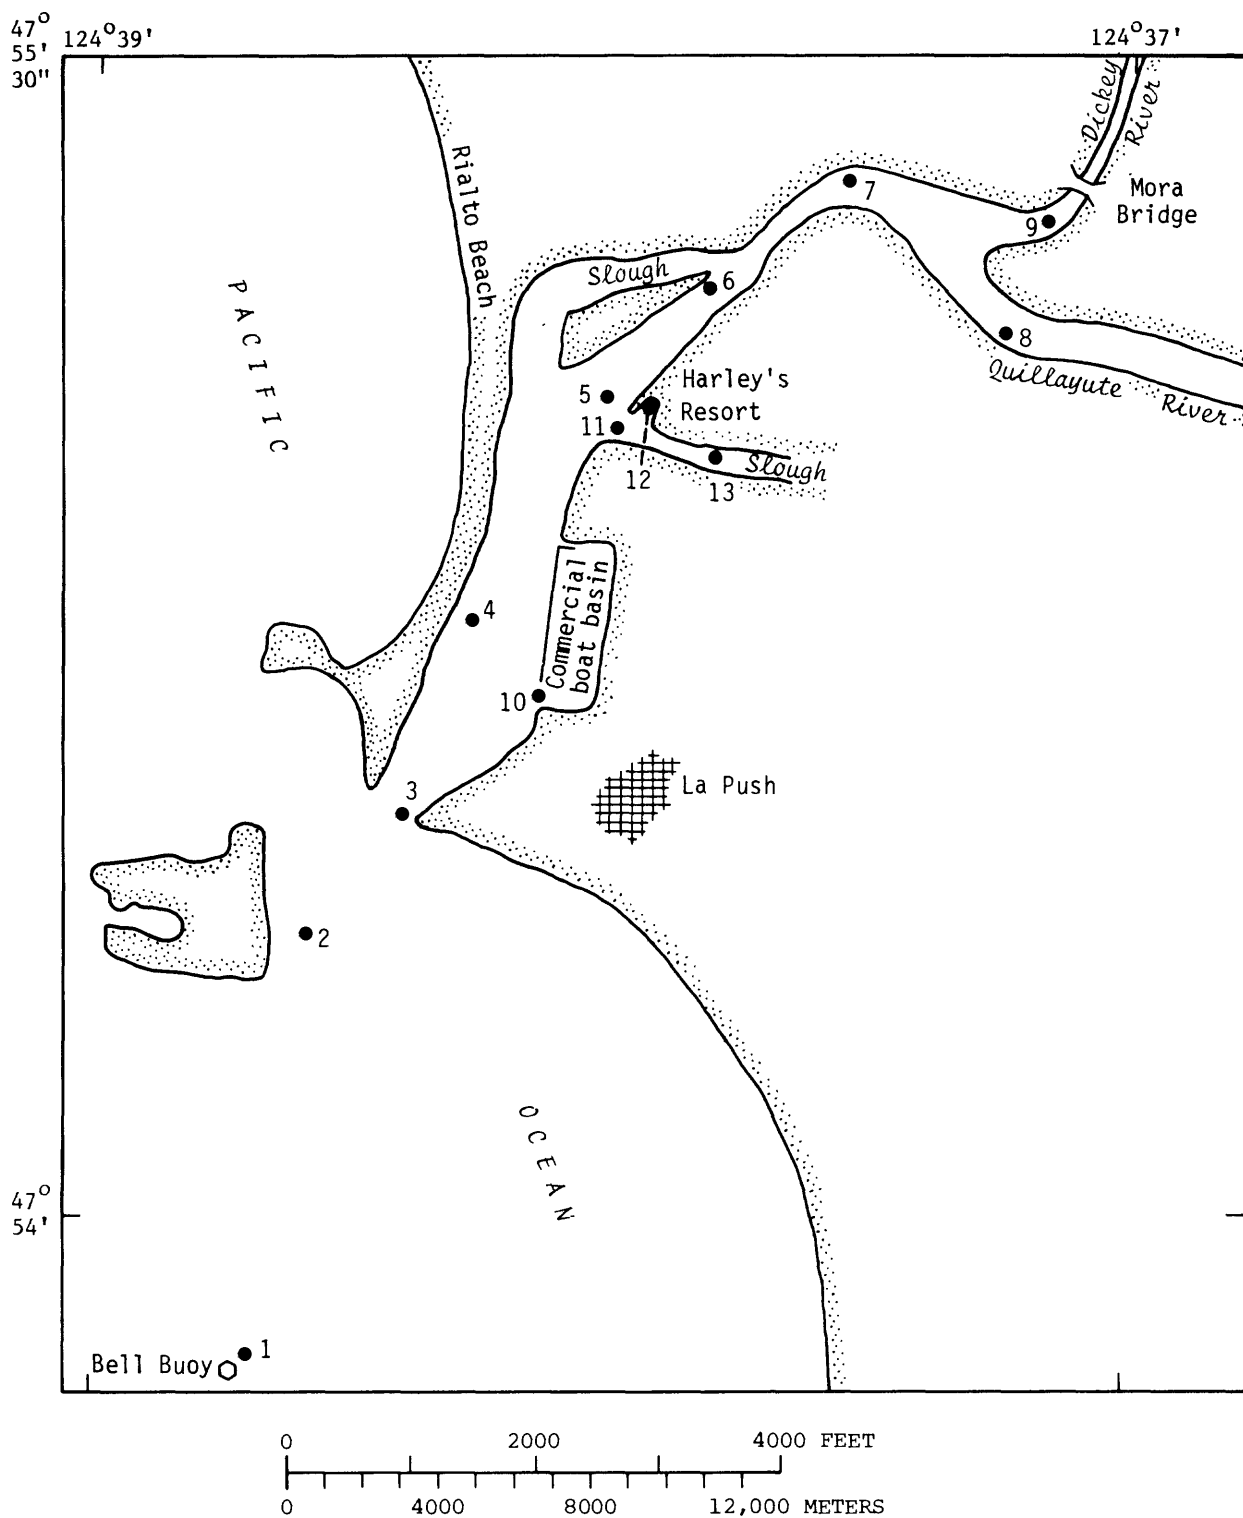 47° 124°39' 124°37'
55'
30"
Dickey
River
Rialto Beach
Mora
Bridge
7
9
Slough
6
PACIFIC
8
Quillayute River
Harley's
Resort
5
11
12
13
Slough
4
Commercial
boat basin
10
3
La Push
2
OCEAN
47°
54'
1
Bell Buoy
0 2000 4000 FEET
0 4000 8000 12,000 METERS